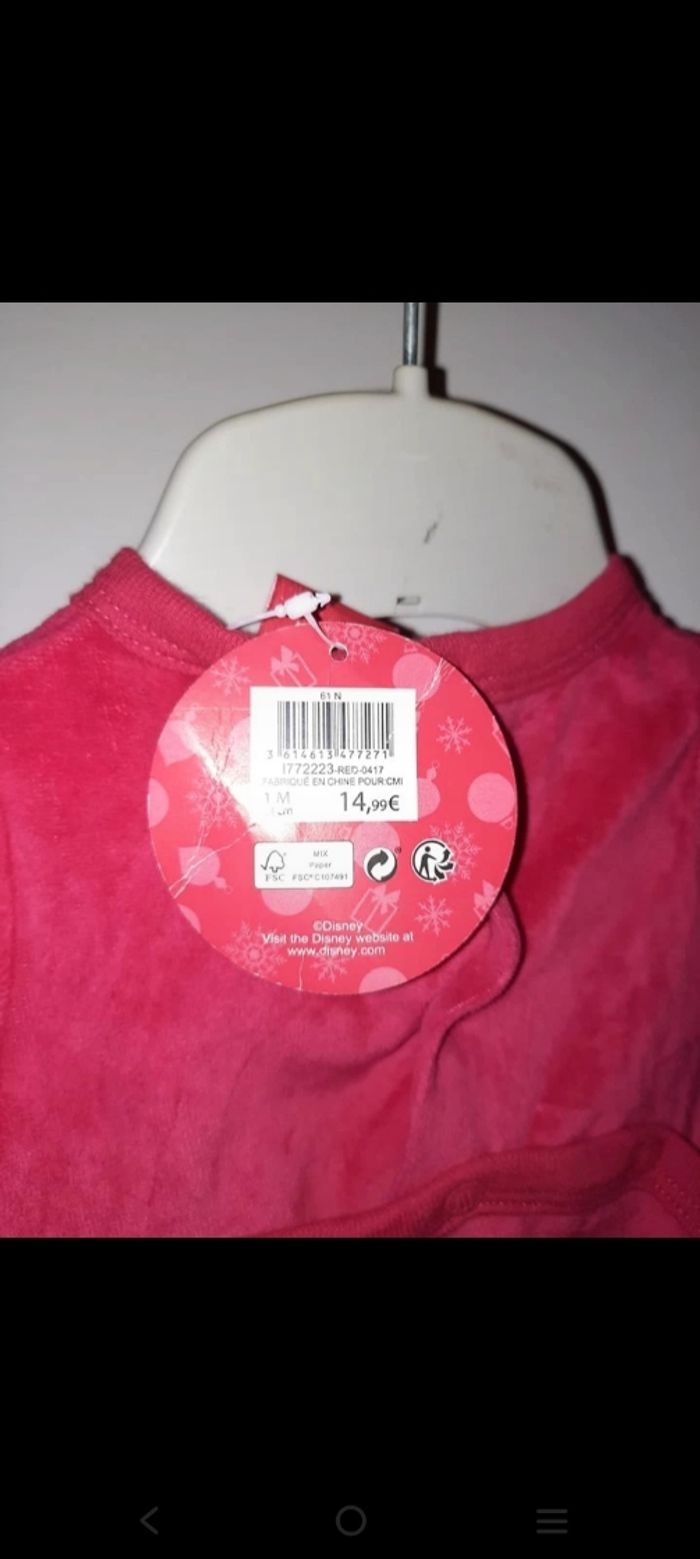 61 N
3 614613 477271
I772223-RED-0417
FABRIQUÉ EN CHINE POUR:CMI
1 M
14,99€
MIX
Paper
FSC
FSC® C107491
©Disney
Visit the Disney website at
www.disney.com